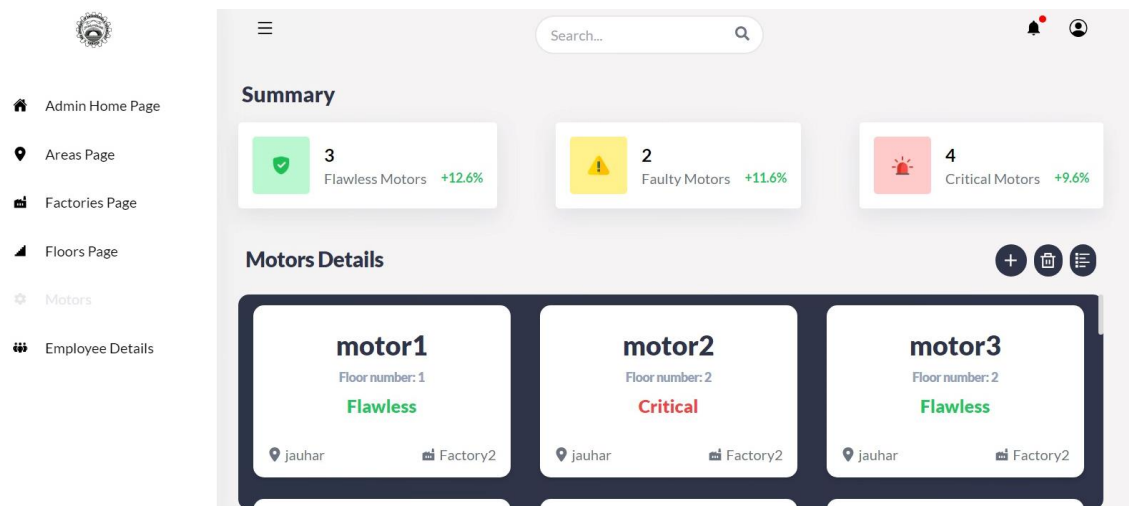 Search...
Admin Home Page
Areas Page
Factories Page
Floors Page
Motors
Employee Details
Summary
3
Flawless Motors +12.6%
2
Faulty Motors +11.6%
4
Critical Motors +9.6%
Motors Details
motor1
Floor number: 1
Flawless
jauhar Factory2
motor2
Floor number: 2
Critical
jauhar Factory2
motor3
Floor number: 2
Flawless
jauhar Factory2